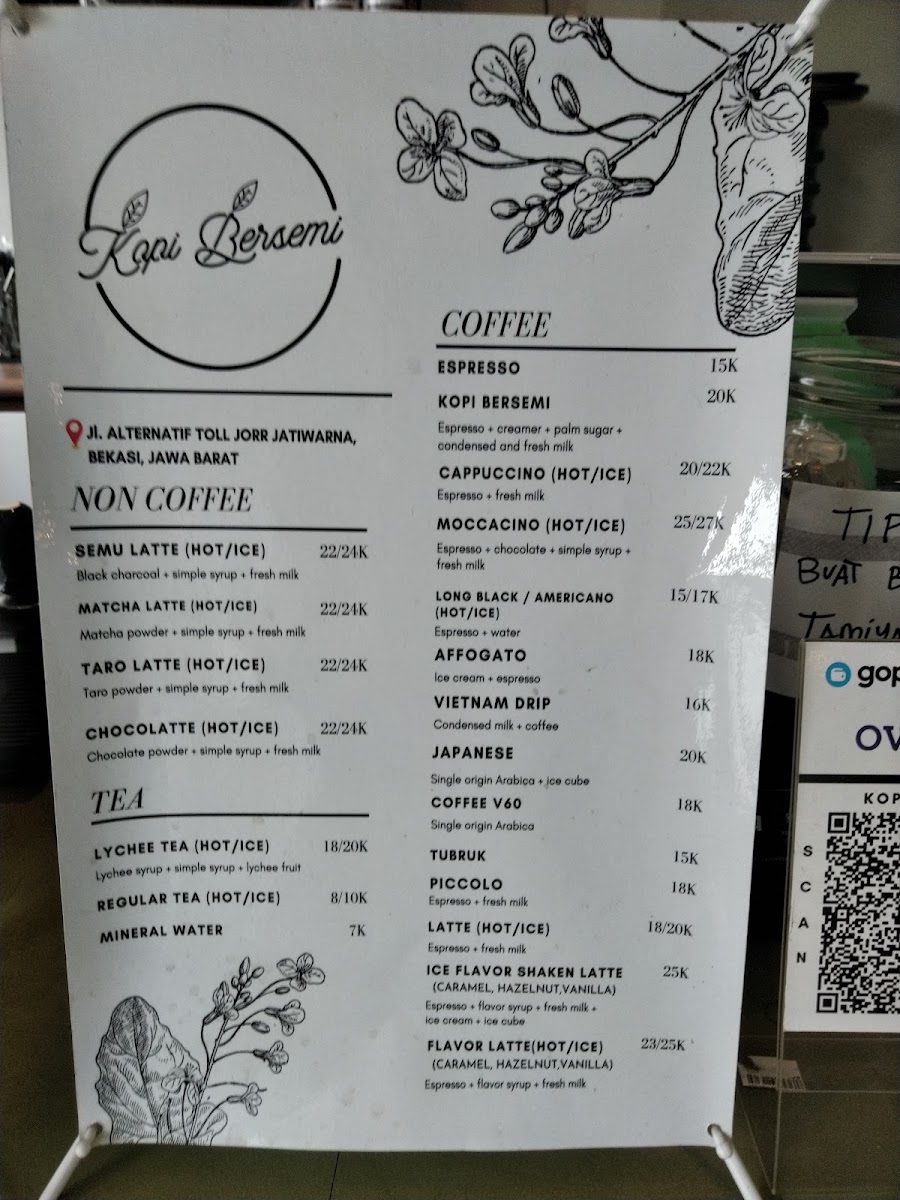 Kopi Bersemi
JI. ALTERNATIF TOLL JORR JATIWARNA,
BEKASI, JAWA BARAT
NON COFFEE
SEMU LATTE (HOT/ICE) 22/24K
Black charcoal + simple syrup + fresh milk
MATCHA LATTE (HOT/ICE) 22/24K
Matcha powder + simple syrup + fresh milk
TARO LATTE (HOT/ICE) 22/24K
Taro powder + simple syrup + fresh milk
CHOCOLATTE (HOT/ICE) 22/24K
Chocolate powder + simple syrup + fresh milk
TEA
LYCHEE TEA (HOT/ICE) 18/20K
Lychee syrup + simple syrup + lychee fruit
REGULAR TEA (HOT/ICE) 8/10K
MINERAL WATER 7K
COFFEE
ESPRESSO 15K
KOPI BERSEMI 20K
Espresso + creamer + palm sugar +
condensed and fresh milk
CAPPUCCINO (HOT/ICE) 20/22K
Espresso + fresh milk
MOCCACINO (HOT/ICE) 25/27K
Espresso + chocolate + simple syrup +
fresh milk
LONG BLACK / AMERICANO 15/17K
(HOT/ICE)
Espresso + water
AFFOGATO 18K
Ice cream + espresso
VIETNAM DRIP 16K
Condensed milk + coffee
JAPANESE 20K
Single origin Arabica + ice cube
COFFEE V60 18K
Single origin Arabica
TUBRUK 15K
PICCOLO 18K
Espresso + fresh milk
LATTE (HOT/ICE) 18/20K
Espresso + fresh milk
ICE FLAVOR SHAKEN LATTE 25K
(CARAMEL, HAZELNUT,VANILLA)
Espresso + flavor syrup + fresh milk +
ice cream + ice cube
FLAVOR LATTE(HOT/ICE) 23/25K
(CARAMEL, HAZELNUT,VANILLA)
Espresso + flavor syrup + fresh milk
TIP
BUAT B
Tamiya
gop
OV
KOP
SCAN